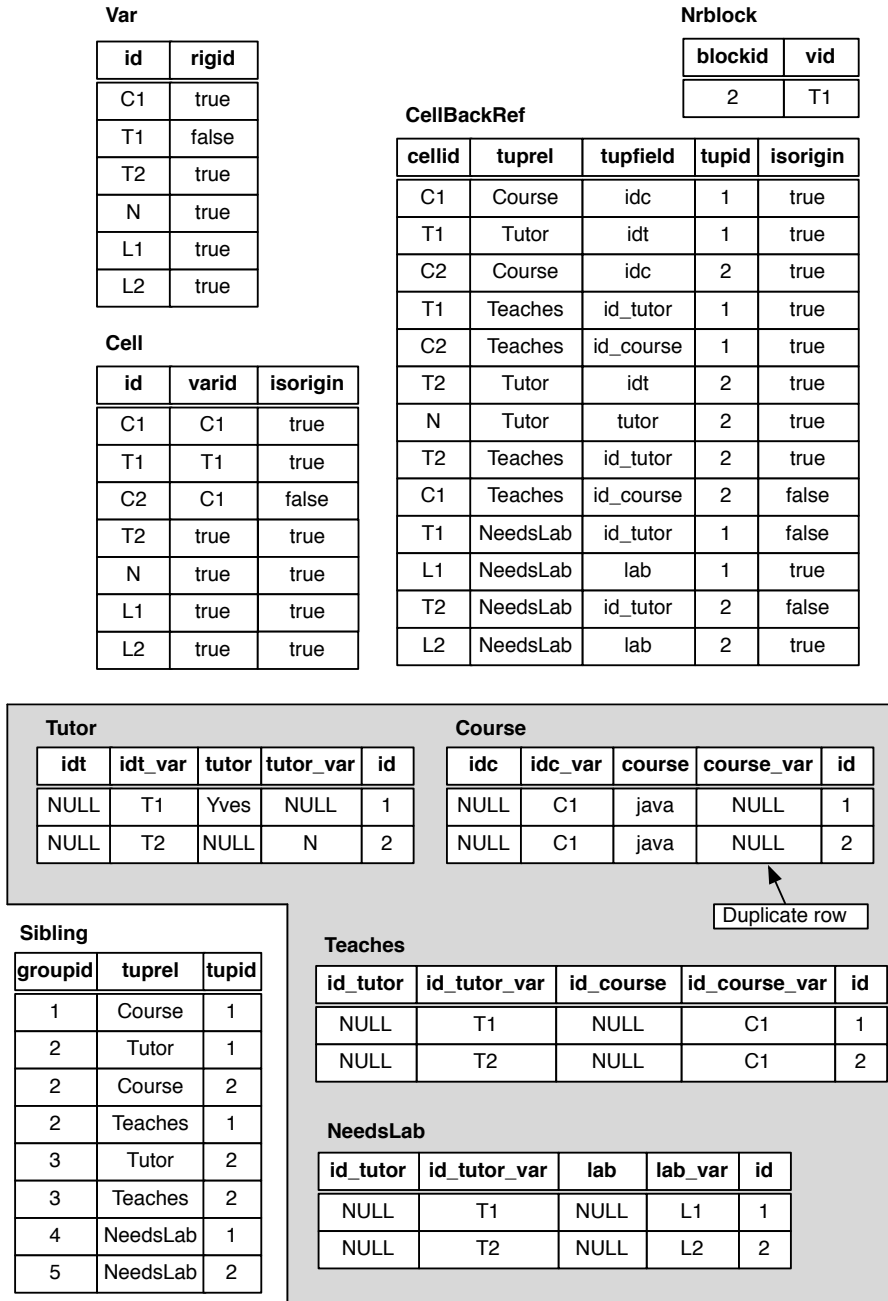 Var
id rigid
C1 true
T1 false
T2 true
N true
L1 true
L2 true
Nrblock
blockid vid
2 T1
CellBackRef
cellid tuprel tupfield tupid isorigin
C1 Course idc 1 true
T1 Tutor idt 1 true
C2 Course idc 2 true
T1 Teaches id_tutor 1 true
C2 Teaches id_course 1 true
T2 Tutor idt 2 true
N Tutor tutor 2 true
T2 Teaches id_tutor 2 true
C1 Teaches id_course 2 false
T1 NeedsLab id_tutor 1 false
L1 NeedsLab lab 1 true
T2 NeedsLab id_tutor 2 false
L2 NeedsLab lab 2 true
Cell
id varid isorigin
C1 C1 true
T1 T1 true
C2 C1 false
T2 true true
N true true
L1 true true
L2 true true
Tutor
idt idt_var tutor tutor_var id
NULL T1 Yves NULL 1
NULL T2 NULL N 2
Course
idc idc_var course course_var id
NULL C1 java NULL 1
NULL C1 java NULL 2
Duplicate row
Sibling
groupid tuprel tupid
1 Course 1
2 Tutor 1
2 Course 2
2 Teaches 1
3 Tutor 2
3 Teaches 2
4 NeedsLab 1
5 NeedsLab 2
Teaches
id_tutor id_tutor_var id_course id_course_var id
NULL T1 NULL C1 1
NULL T2 NULL C1 2
NeedsLab
id_tutor id_tutor_var lab lab_var id
NULL T1 NULL L1 1
NULL T2 NULL L2 2